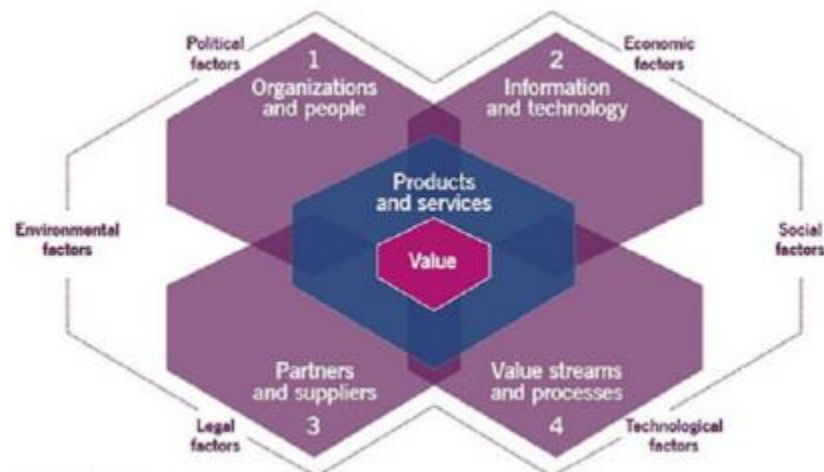 Political
factors
1
Organizations
and people
2
Information
and technology
Economic
factors
Products
and services
Environmental
factors
Value
Social
factors
Partners
and suppliers
3
Value streams
and processes
4
Legal
factors
Technological
factors